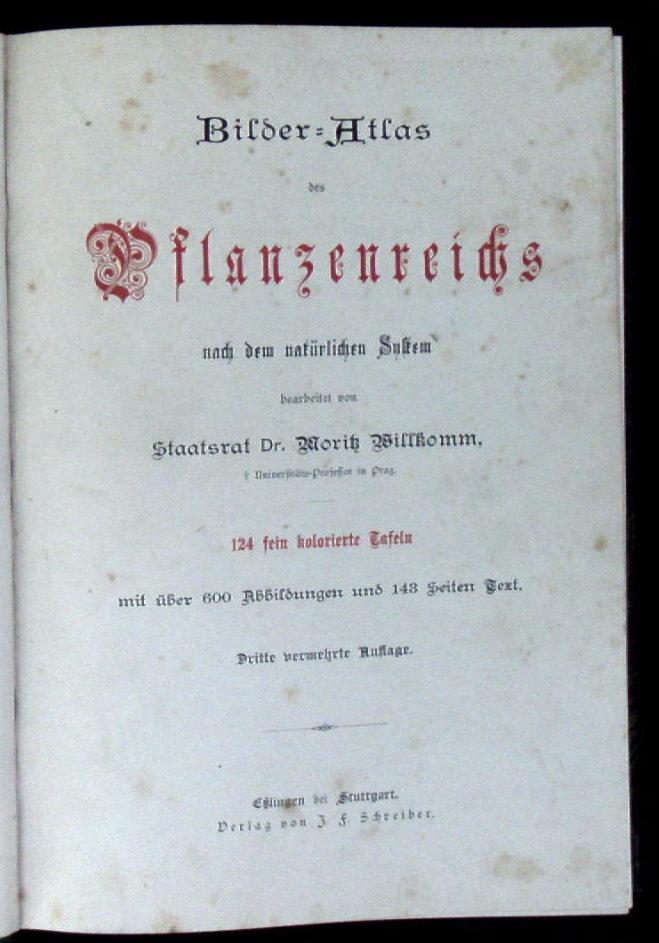 Bilder-Atlas
des
Pflanzenreichs
nach dem natürlichen System
bearbeitet von
Staatsrat Dr. Moritz Willkomm,
† Universitäts-Professor in Prag.
124 fein kolorierte Tafeln
mit über 600 Abbildungen und 143 Seiten Text.
Dritte vermehrte Auflage.
Eßlingen bei Stuttgart.
Verlag von J F Schreiber.